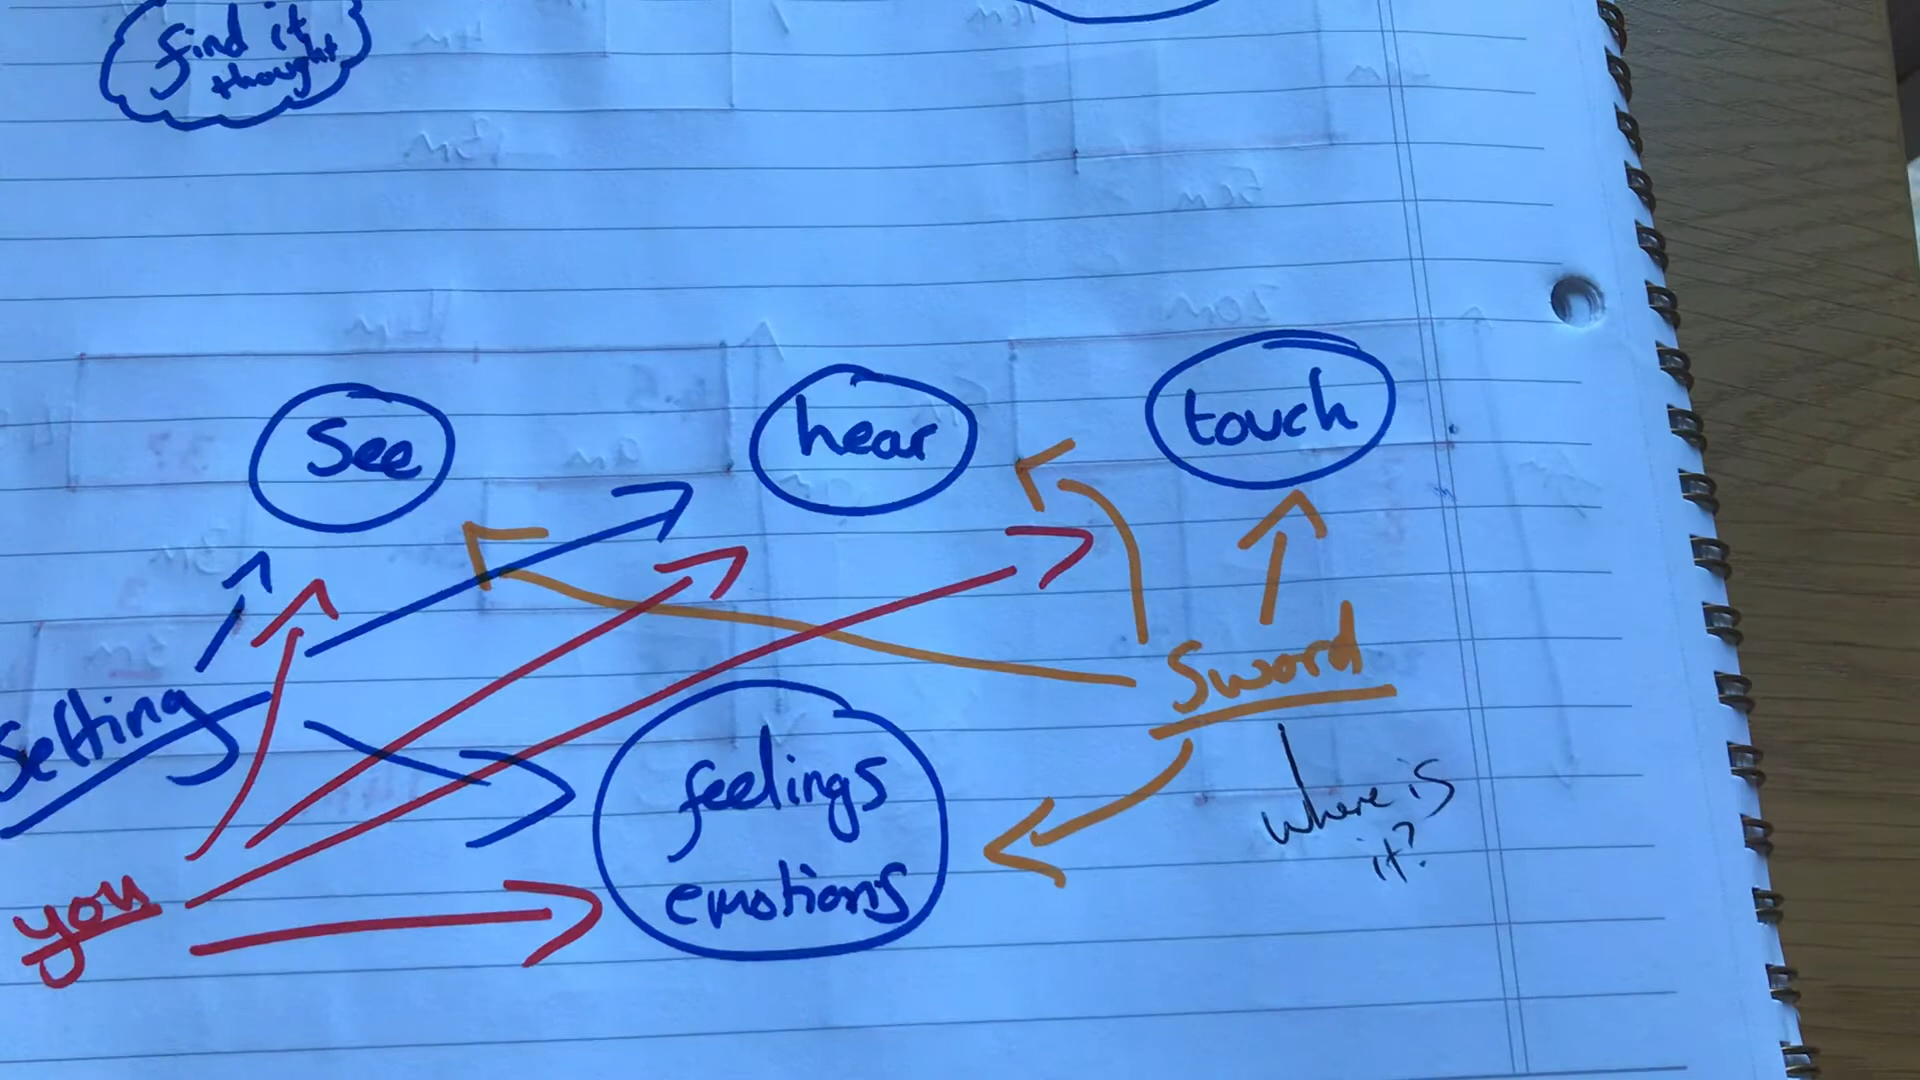 find it
thought
see
hear
touch
Setting
Sword
where is
it?
feelings
emotions
you